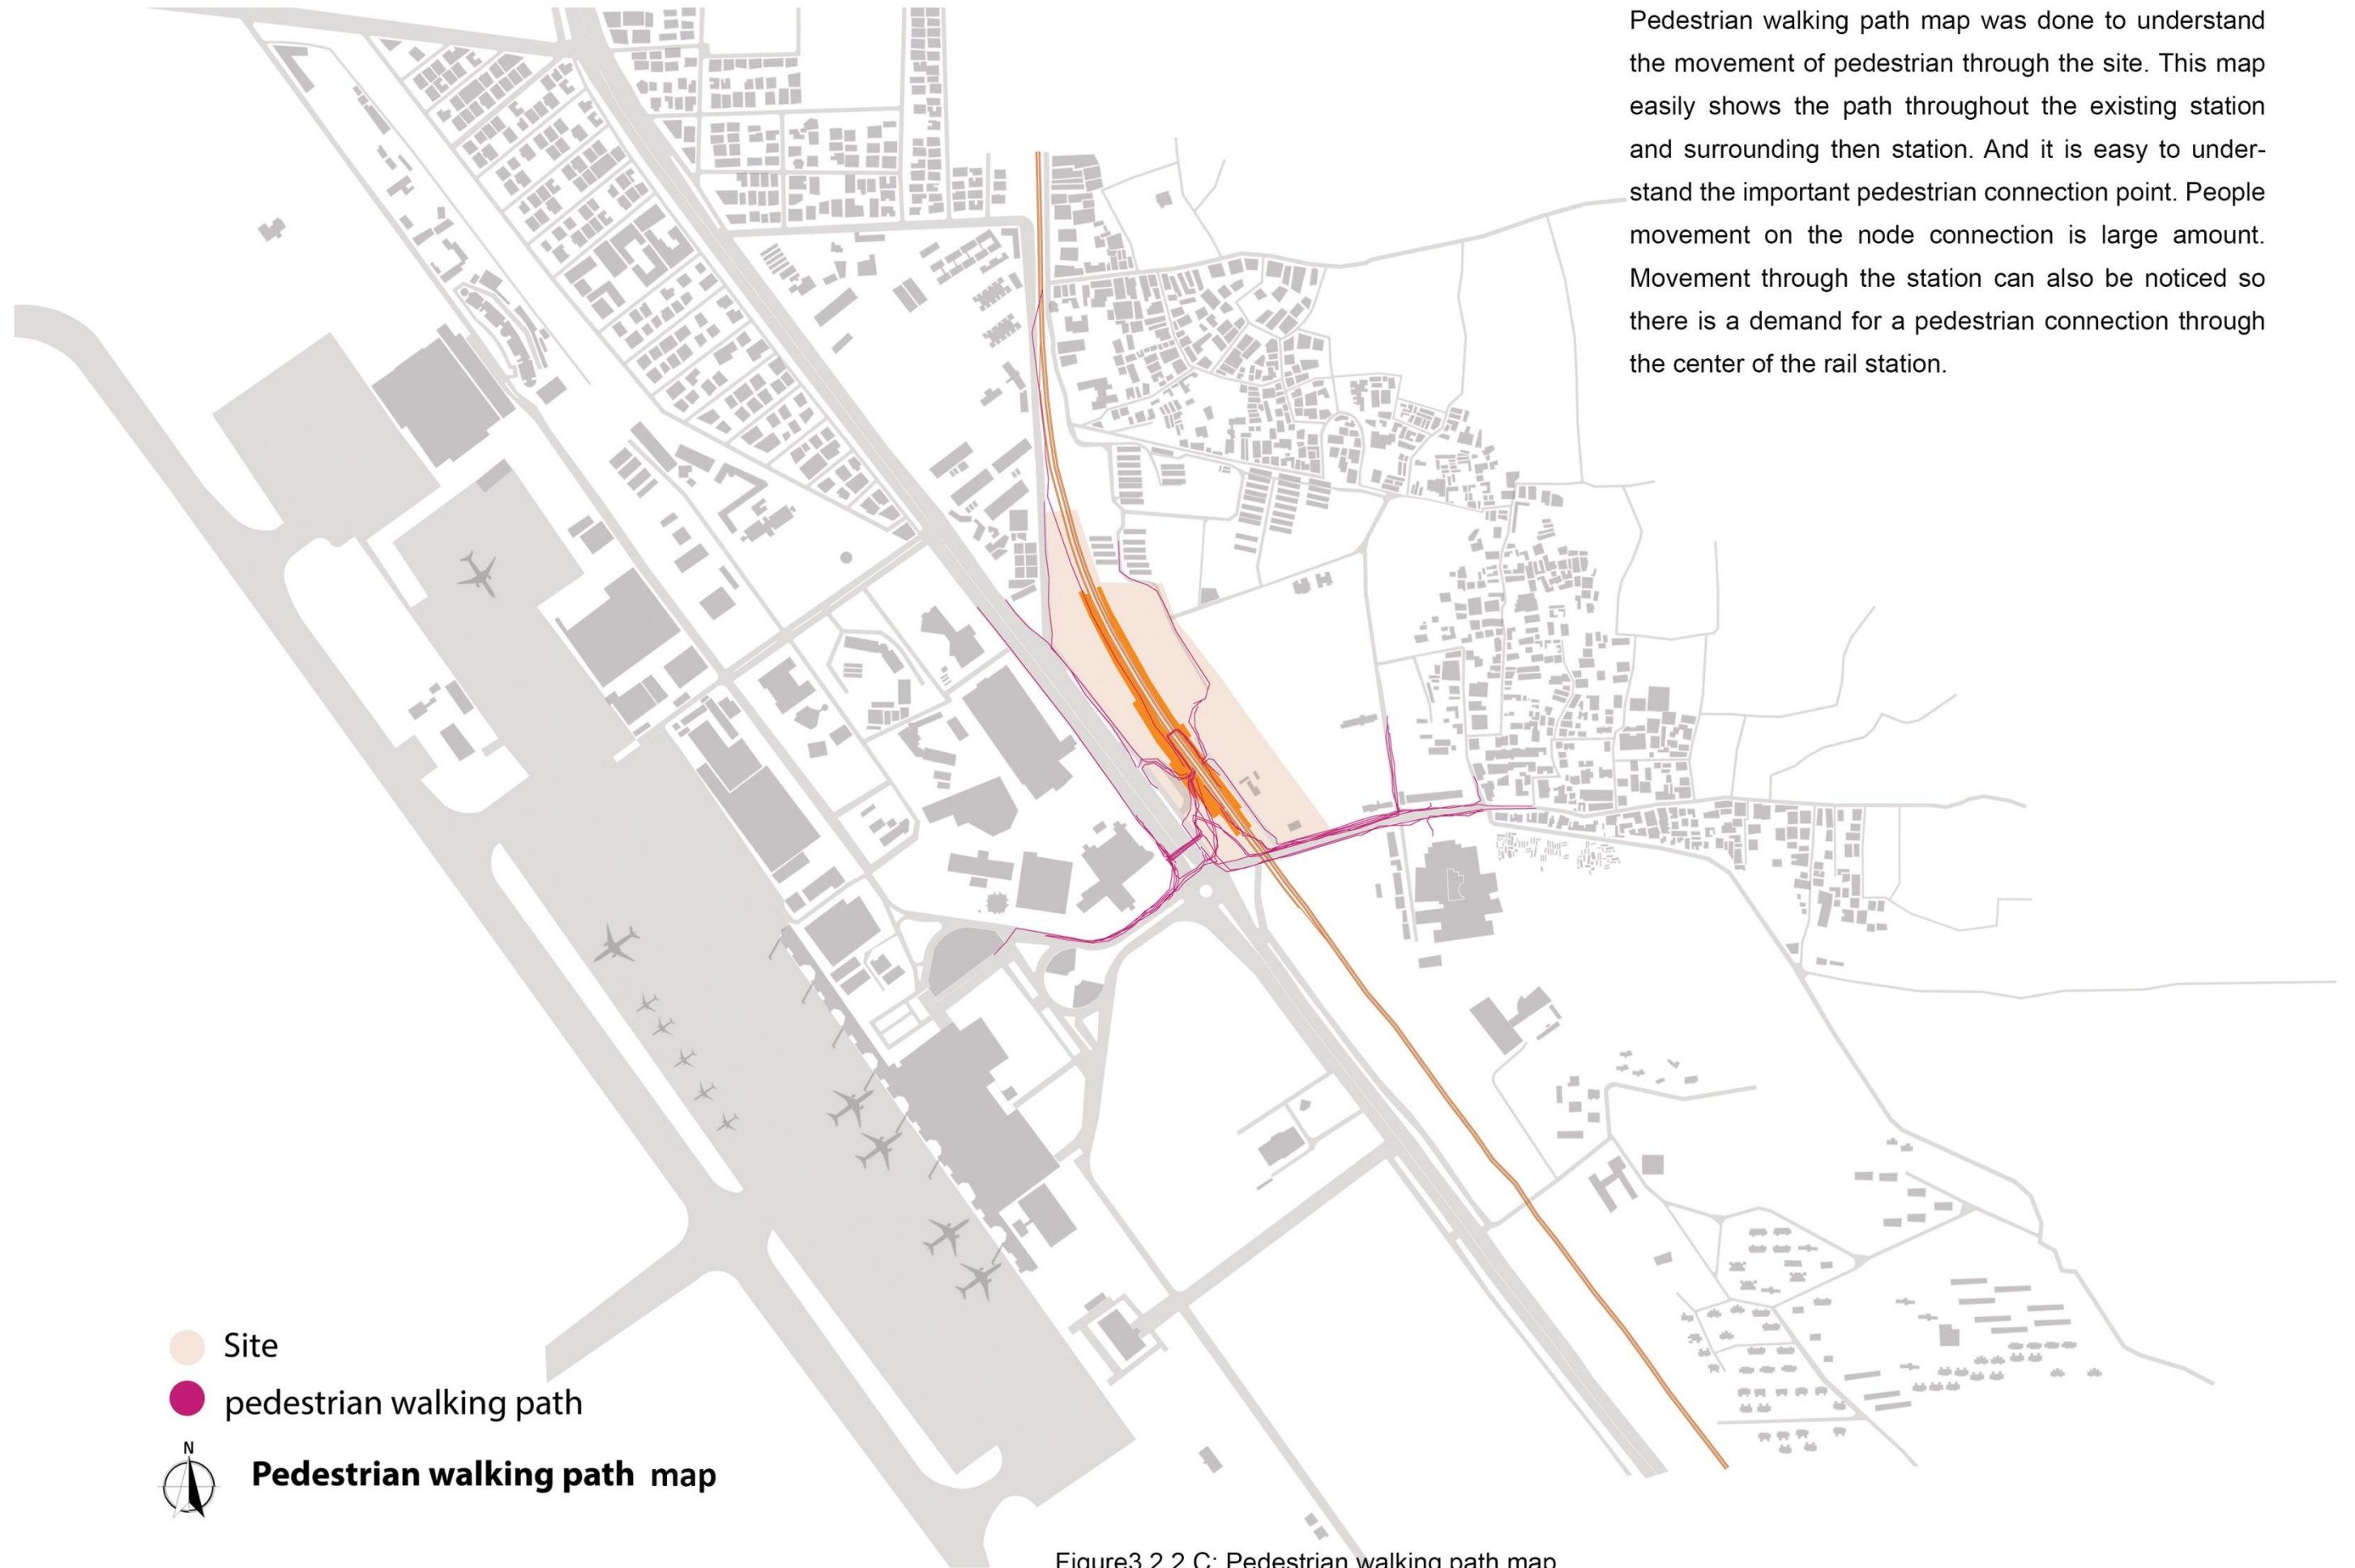 Pedestrian walking path map was done to understand
the movement of pedestrian through the site. This map
easily shows the path throughout the existing station
and surrounding then station. And it is easy to under-
stand the important pedestrian connection point. People
movement on the node connection is large amount.
Movement through the station can also be noticed so
there is a demand for a pedestrian connection through
the center of the rail station.
Site
pedestrian walking path
N
Pedestrian walking path map
Figure3.2.2 C: Pedestrian walking path map